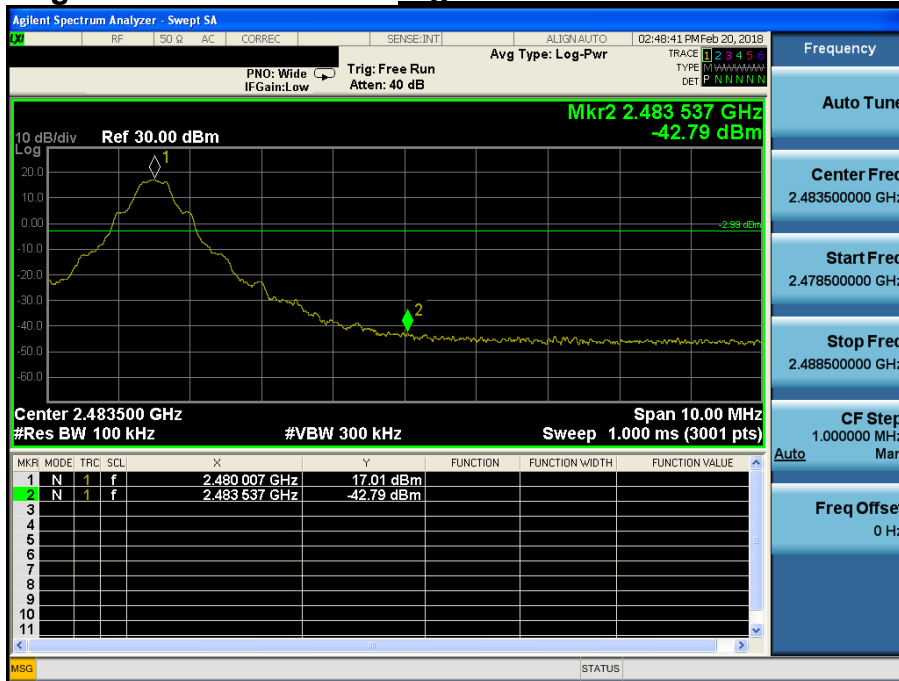 Agilent Spectrum Analyzer - Swept SA
LXI RF 50 Ω AC CORREC SENSE:INT ALIGN AUTO 02:48:41 PM Feb 20, 2018
PNO: Wide Trig: Free Run Avg Type: Log-Pwr TRACE 1 2 3 4 5 6
IFGain:Low Atten: 40 dB TYPE MWWWWW
DET P N N N N N
Mkr2 2.483 537 GHz
-42.79 dBm
10 dB/div Ref 30.00 dBm
Log
1
20.0
10.0
0.00
-2.99 dBm
-10.0
-20.0
-30.0
2
-40.0
-50.0
-60.0
Center 2.483500 GHz Span 10.00 MHz
#Res BW 100 kHz #VBW 300 kHz Sweep 1.000 ms (3001 pts)
MKR MODE TRC SCL X Y FUNCTION FUNCTION WIDTH FUNCTION VALUE
1 N 1 f 2.480 007 GHz 17.01 dBm
2 N 1 f 2.483 537 GHz -42.79 dBm
3
4
5
6
7
8
9
10
11
MSG STATUS
Frequency
Auto Tune
Center Freq
2.483500000 GHz
Start Freq
2.478500000 GHz
Stop Freq
2.488500000 GHz
CF Step
1.000000 MHz
Auto Man
Freq Offset
0 Hz